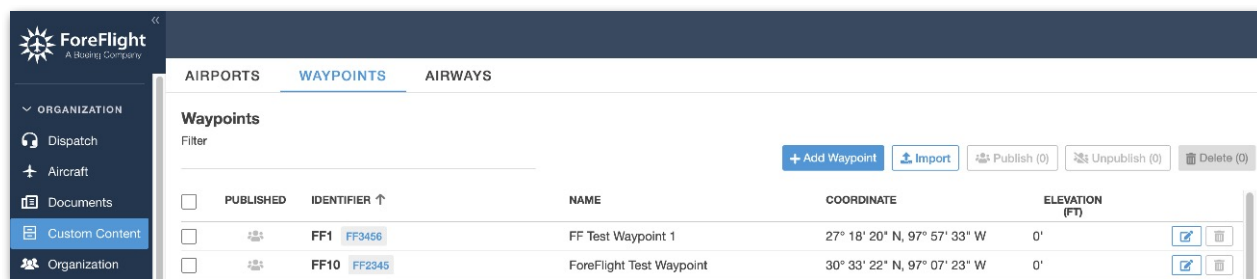 ForeFlight
A Boeing Company
AIRPORTS WAYPOINTS AIRWAYS
ORGANIZATION
Dispatch
Aircraft
Documents
Custom Content
Organization
Waypoints
Filter
+ Add Waypoint Import Publish (0) Unpublish (0) Delete (0)
PUBLISHED IDENTIFIER ↑ NAME COORDINATE ELEVATION
(FT)
FF1 FF3456 FF Test Waypoint 1 27° 18' 20" N, 97° 57' 33" W 0'
FF10 FF2345 ForeFlight Test Waypoint 30° 33' 22" N, 97° 07' 23" W 0'